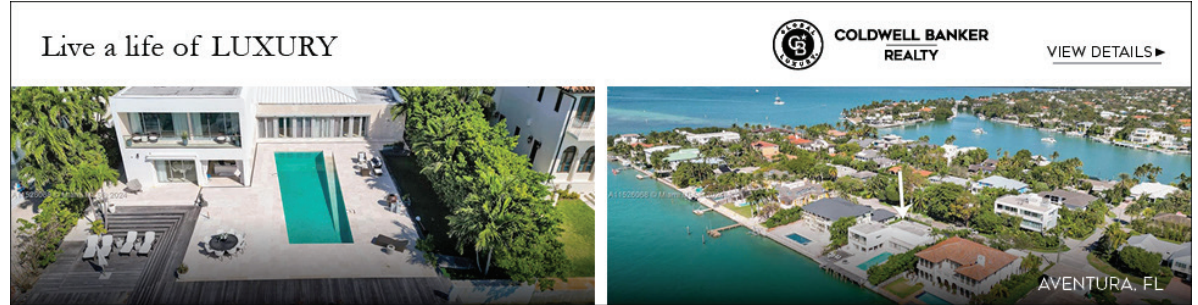 Live a life of LUXURY
GLOBAL
CB
LUXURY
COLDWELL BANKER
REALTY
VIEW DETAILS►
AVENTURA, FL